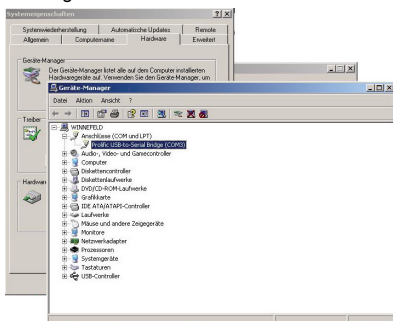 Systemeigenschaften
Systemwiederherstellung Automatische Updates Remote
Allgemein Computername Hardware Erweitert
Geräte-Manager
Der Geräte-Manager listet alle auf dem Computer installierten
Hardwaregeräte auf. Verwenden Sie den Geräte-Manager, um
Geräte-Manager
Datei Aktion Ansicht ?
Treiber
WINNEFELD
Anschlüsse (COM und LPT)
Prolific USB-to-Serial Bridge (COM3)
Audio-, Video- und Gamecontroller
Computer
Diskettencontroller
Diskettenlaufwerke
DVD/CD-ROM-Laufwerke
Hardware
Grafikkarte
IDE ATA/ATAPI-Controller
Laufwerke
Mäuse und andere Zeigegeräte
Monitore
Netzwerkadapter
Prozessoren
Systemgeräte
Tastaturen
USB-Controller